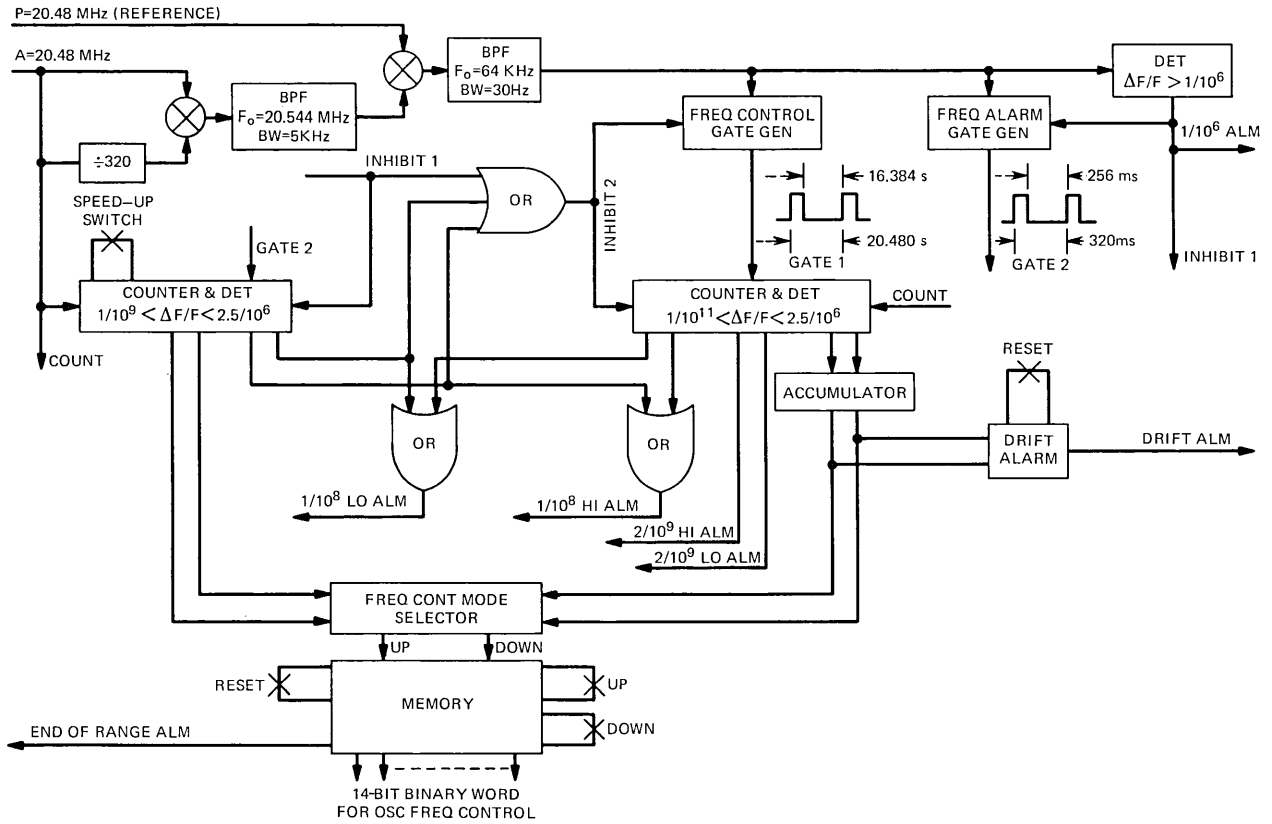 P=20.48 MHz (REFERENCE)
A=20.48 MHz
BPF
F₀=64 KHz
BW=30Hz
DET
ΔF/F > 1/10⁶
BPF
F₀=20.544 MHz
BW=5KHz
FREQ CONTROL
GATE GEN
FREQ ALARM
GATE GEN
1/10⁶ ALM
÷320
INHIBIT 1
OR
INHIBIT 2
16.384 s
20.480 s
GATE 1
256 ms
320ms
GATE 2
INHIBIT 1
SPEED–UP
SWITCH
GATE 2
COUNTER & DET
1/10⁹ < ΔF/F < 2.5/10⁶
COUNTER & DET
1/10¹¹ < ΔF/F < 2.5/10⁶
COUNT
COUNT
RESET
ACCUMULATOR
OR
OR
DRIFT
ALARM
DRIFT ALM
1/10⁸ LO ALM
1/10⁸ HI ALM
2/10⁹ HI ALM
2/10⁹ LO ALM
FREQ CONT MODE
SELECTOR
UP
DOWN
RESET
MEMORY
UP
DOWN
END OF RANGE ALM
14-BIT BINARY WORD
FOR OSC FREQ CONTROL